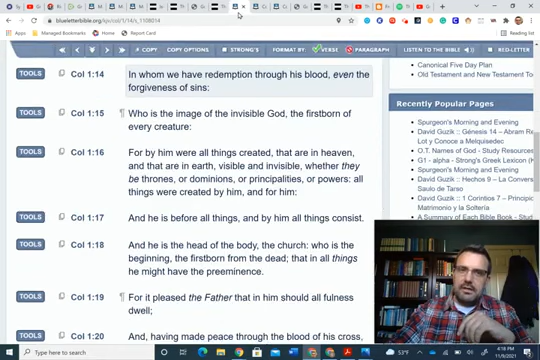 blueletterbible.org/kjv/col/1/14/s_1108014
Reading list
COPY
COPY OPTIONS
STRONG'S
FORMAT BY:
VERSE
PARAGRAPH
LISTEN TO THE BIBLE
RED-LETTER
TOOLS
Col 1:14
In whom we have redemption through his blood, even the
forgiveness of sins:
TOOLS
Col 1:15
¶ Who is the image of the invisible God, the firstborn of
every creature:
TOOLS
Col 1:16
For by him were all things created, that are in heaven,
and that are in earth, visible and invisible, whether they
be thrones, or dominions, or principalities, or powers: all
things were created by him, and for him:
TOOLS
Col 1:17
And he is before all things, and by him all things consist.
TOOLS
Col 1:18
And he is the head of the body, the church: who is the
beginning, the firstborn from the dead; that in all things
he might have the preeminence.
TOOLS
Col 1:19
¶ For it pleased the Father that in him should all fulness
dwell;
TOOLS
Col 1:20
And, having made peace through the blood of his cross,
Canonical Five Day Plan
Old Testament and New Testament To
Recently Popular Pages
Spurgeon's Morning and Evening
David Guzik :: Génesis 14 - Abram Re
Lot y Conoce a Melquisedec
O.T. Names of God - Study Resources
G1 - alpha - Strong's Greek Lexicon (
Spurgeon's Morning and Evening
David Guzik :: Hechos 9 - La Convers
Saulo de Tarso
David Guzik :: 1 Corintios 7 -
Matrimonio y la Soltería
A Summary of Each Bible Book - Stud
Type here to search
53°F
4:18 PM
11/9/2021